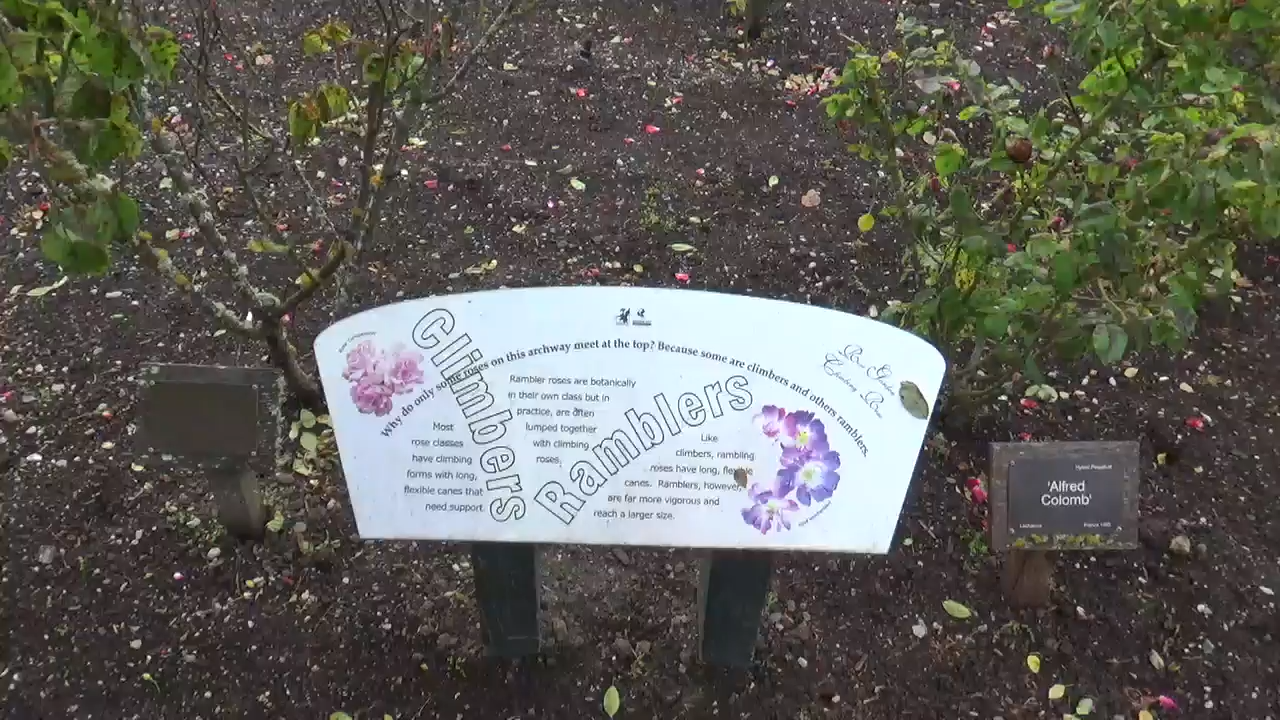 Why do only some roses on this archway meet at the top? Because some are climbers and others ramblers.
Climbers
Most
rose classes
have climbing
forms with long,
flexible canes that
need support.
Rambler roses are botanically
in their own class but in
practice, are often
lumped together
with climbing
roses.
Ramblers
Like
climbers, rambling
roses have long, flexible
canes. Ramblers, however,
are far more vigorous and
reach a larger size.
Hybrid Perpetual
'Alfred
Colomb'
Lacharme